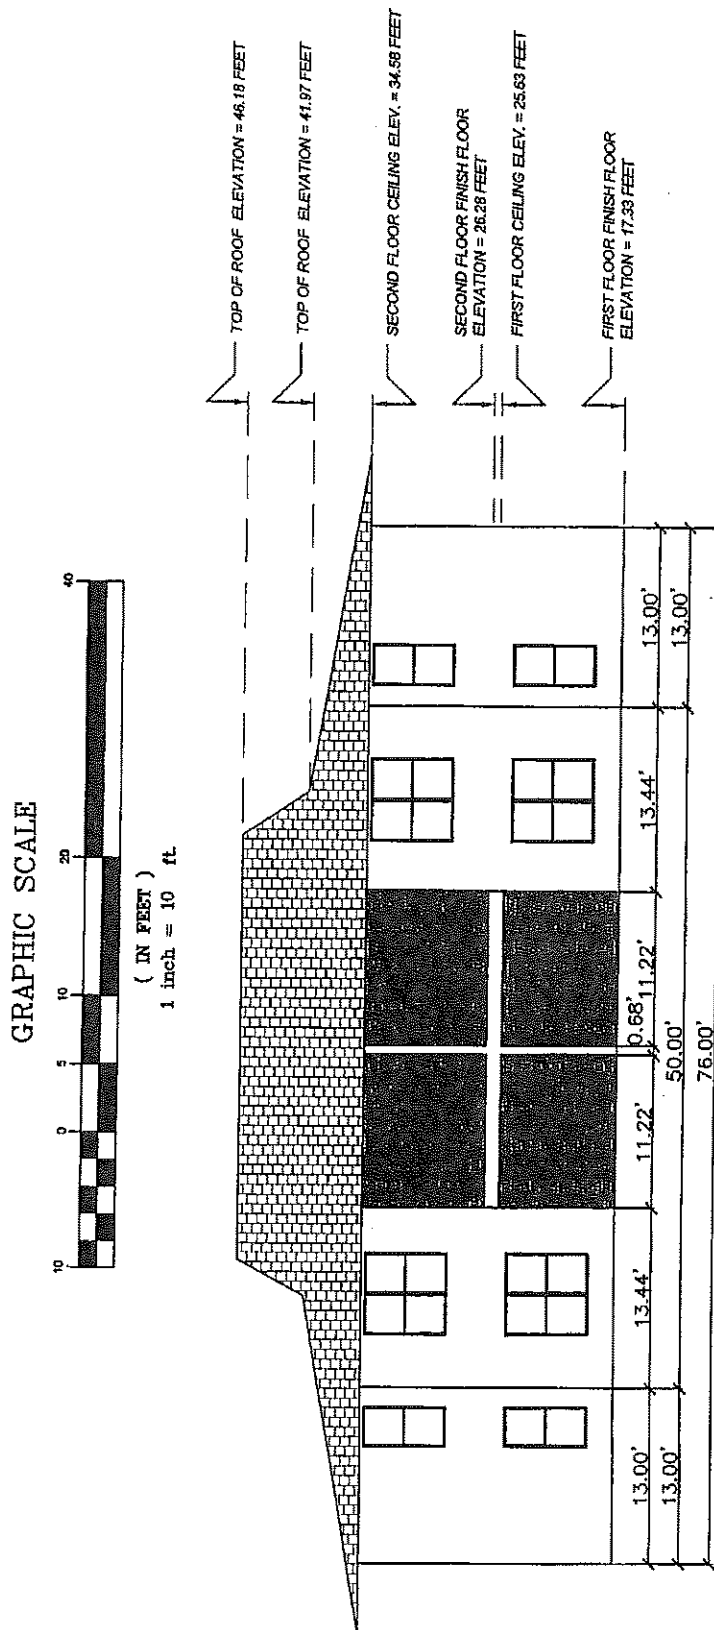 GRAPHIC SCALE
10 0 5 10 20 40
( IN FEET )
1 inch = 10 ft.
TOP OF ROOF ELEVATION = 46.18 FEET
TOP OF ROOF ELEVATION = 41.97 FEET
SECOND FLOOR CEILING ELEV. = 34.58 FEET
SECOND FLOOR FINISH FLOOR
ELEVATION = 26.28 FEET
FIRST FLOOR CEILING ELEV. = 25.63 FEET
FIRST FLOOR FINISH FLOOR
ELEVATION = 17.33 FEET
13.00' 13.44' 11.22' 0.68' 11.22' 13.44' 13.00'
13.00' 50.00' 13.00'
76.00'